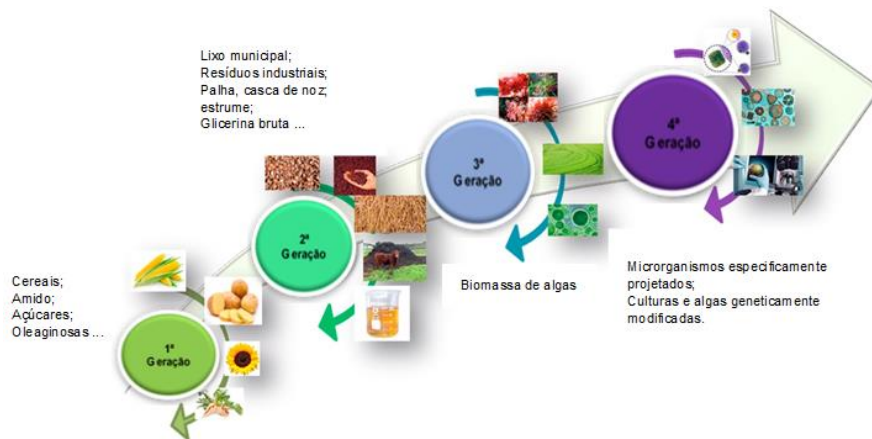 Cereais;
Amido;
Açúcares;
Oleaginosas ...
1ª
Geração
Lixo municipal;
Resíduos industriais;
Palha, casca de noz;
estrume;
Glicerina bruta ...
2ª
Geração
3ª
Geração
Biomassa de algas
4ª
Geração
Microrganismos especificamente
projetados;
Culturas e algas geneticamente
modificadas.